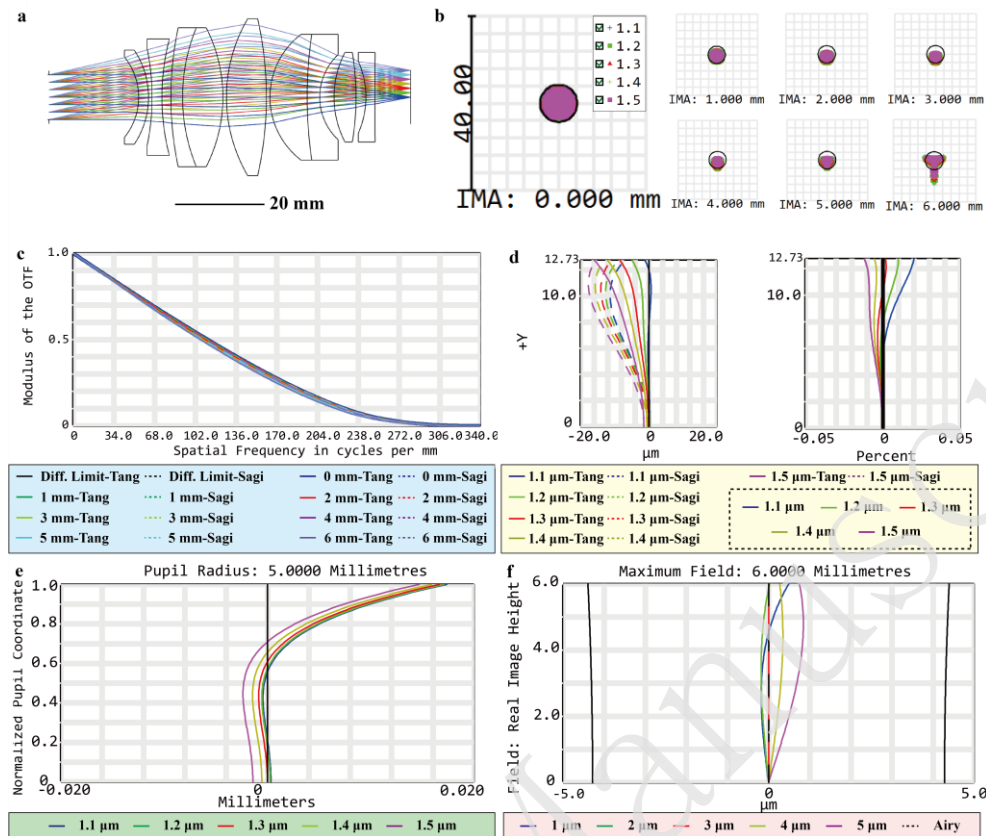 a
20 mm
b
40.00
1.1
1.2
1.3
1.4
1.5
IMA: 0.000 mm
IMA: 1.000 mm
IMA: 2.000 mm
IMA: 3.000 mm
IMA: 4.000 mm
IMA: 5.000 mm
IMA: 6.000 mm
c
1.0
0.5
0
Modulus of the OTF
0 34.0 68.0 102.0 136.0 170.0 204.0 238.0 272.0 306.0 340.0
Spatial Frequency in cycles per mm
Diff. Limit-Tang Diff. Limit-Sagi 0 mm-Tang 0 mm-Sagi
1 mm-Tang 1 mm-Sagi 2 mm-Tang 2 mm-Sagi
3 mm-Tang 3 mm-Sagi 4 mm-Tang 4 mm-Sagi
5 mm-Tang 5 mm-Sagi 6 mm-Tang 6 mm-Sagi
d
12.73
10.0
0
+Y
-20.0 0 20.0
µm
12.73
10.0
0
-0.05 0 0.05
Percent
1.1 µm-Tang 1.1 µm-Sagi 1.5 µm-Tang 1.5 µm-Sagi
1.2 µm-Tang 1.2 µm-Sagi
1.3 µm-Tang 1.3 µm-Sagi
1.4 µm-Tang 1.4 µm-Sagi
1.1 µm 1.2 µm 1.3 µm
1.4 µm 1.5 µm
e
Pupil Radius: 5.0000 Millimetres
Normalized Pupil Coordinate
1.0
0.8
0.6
0.4
0.2
0
-0.020 0 0.020
Millimeters
1.1 µm 1.2 µm 1.3 µm 1.4 µm 1.5 µm
f
Maximum Field: 6.0000 Millimetres
Field: Real Image Height
6.0
4.0
2.0
0
-5.0 0 5.0
µm
1 µm 2 µm 3 µm 4 µm 5 µm Airy